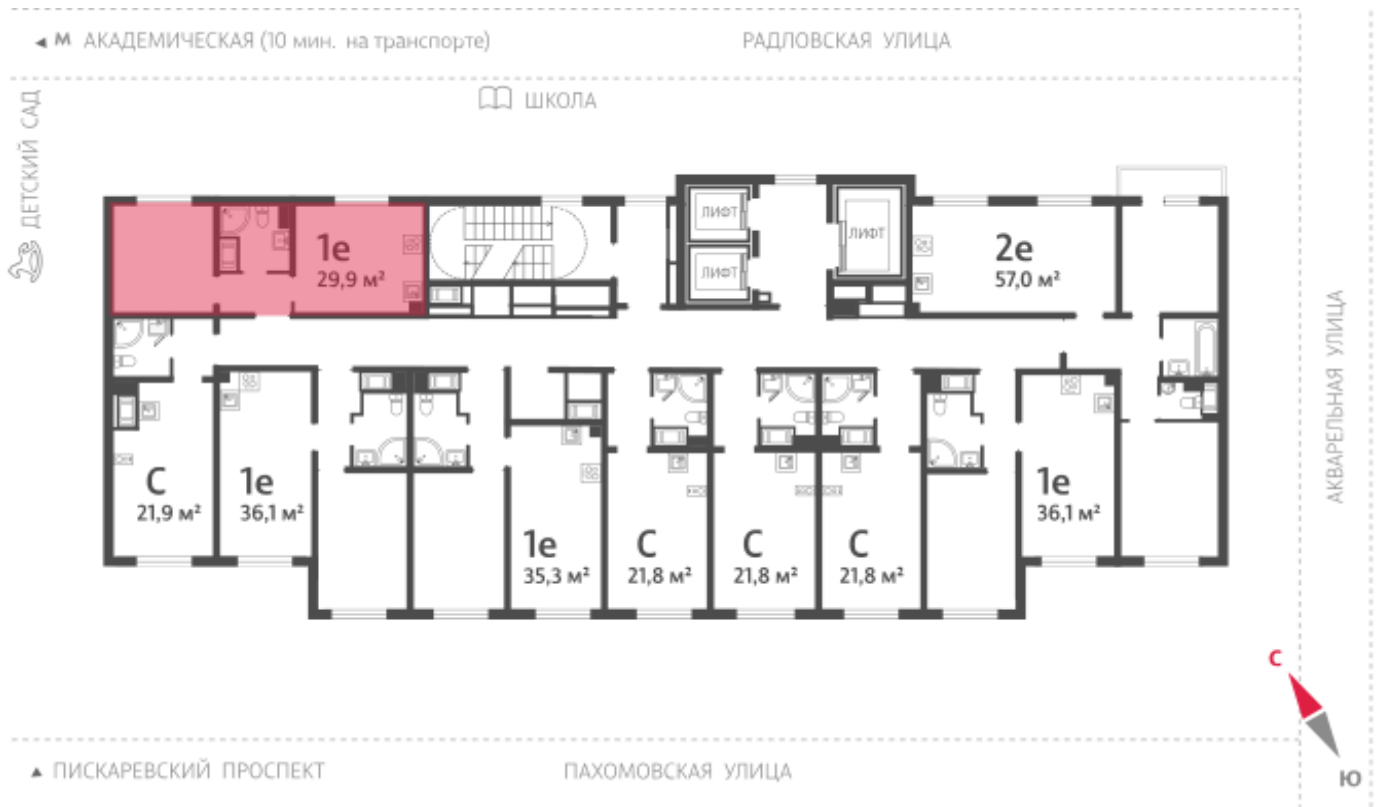 ◄ М АКАДЕМИЧЕСКАЯ (10 мин. на транспорте)
РАДЛОВСКАЯ УЛИЦА
ДЕТСКИЙ САД
ШКОЛА
ЛИФТ
ЛИФТ
ЛИФТ
1е
29,9 м²
2е
57,0 м²
АКВАРЕЛЬНАЯ УЛИЦА
С
21,9 м²
1е
36,1 м²
1е
35,3 м²
С
21,8 м²
С
21,8 м²
С
21,8 м²
1е
36,1 м²
С
Ю
▲ ПИСКАРЕВСКИЙ ПРОСПЕКТ
ПАХОМОВСКАЯ УЛИЦА